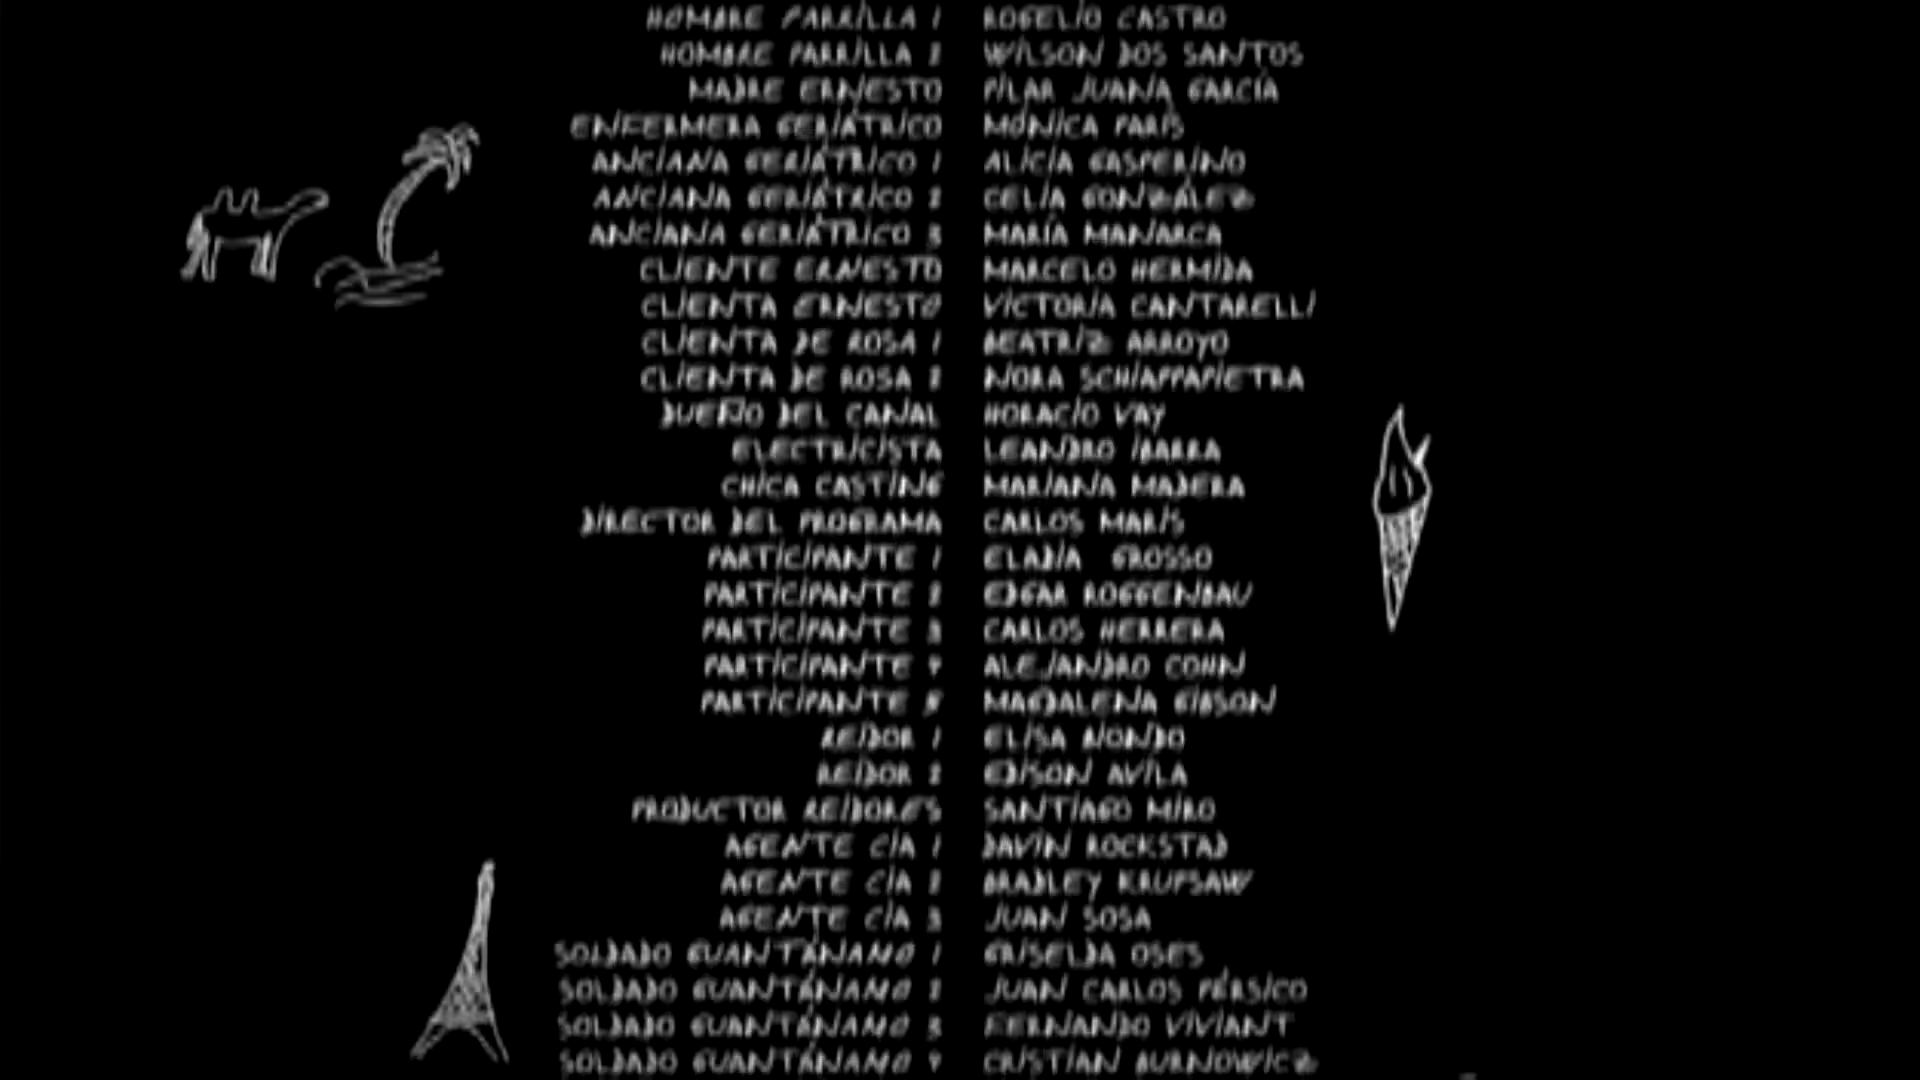 HOMBRE PARRILLA 1 ROGELIO CASTRO
HOMBRE PARRILLA 2 WILSON DOS SANTOS
MADRE ERNESTO PILAR JUANA GARCÍA
ENFERMERA GERIÁTRICO MÓNICA PARÍS
ANCIANA GERIÁTRICO 1 ALICIA GASPERINO
ANCIANA GERIÁTRICO 2 CELIA GONZÁLEZ
ANCIANA GERIÁTRICO 3 MARÍA MANARCA
CLIENTE ERNESTO MARCELO HERMIDA
CLIENTA ERNESTO VICTORIA CANTARELLI
CLIENTA DE ROSA 1 BEATRIZ ARROYO
CLIENTA DE ROSA 2 NORA SCHIAPPAPIETRA
DUEÑO DEL CANAL HORACIO VAY
ELECTRICISTA LEANDRO IBARRA
CHICA CASTING MARIANA MADERA
DIRECTOR DEL PROGRAMA CARLOS MARIS
PARTICIPANTE 1 ELADIA GROSSO
PARTICIPANTE 2 EDGAR ROGGENBAU
PARTICIPANTE 3 CARLOS HERRERA
PARTICIPANTE 4 ALEJANDRO COHN
PARTICIPANTE 5 MAGDALENA GIBSON
REIDOR 1 ELISA NONDO
REIDOR 2 EDISON AVILA
PRODUCTOR REIDORES SANTIAGO MIRO
AGENTE CIA 1 DAVIN ROCKSTAD
AGENTE CIA 2 BRADLEY KRUPSAW
AGENTE CIA 3 JUAN SOSA
SOLDADO GUANTÁNAMO 1 GRISELDA OSES
SOLDADO GUANTÁNAMO 2 JUAN CARLOS PÉRSICO
SOLDADO GUANTÁNAMO 3 FERNANDO VIVIANT
SOLDADO GUANTÁNAMO 4 CRISTIAN BURNOWICZ